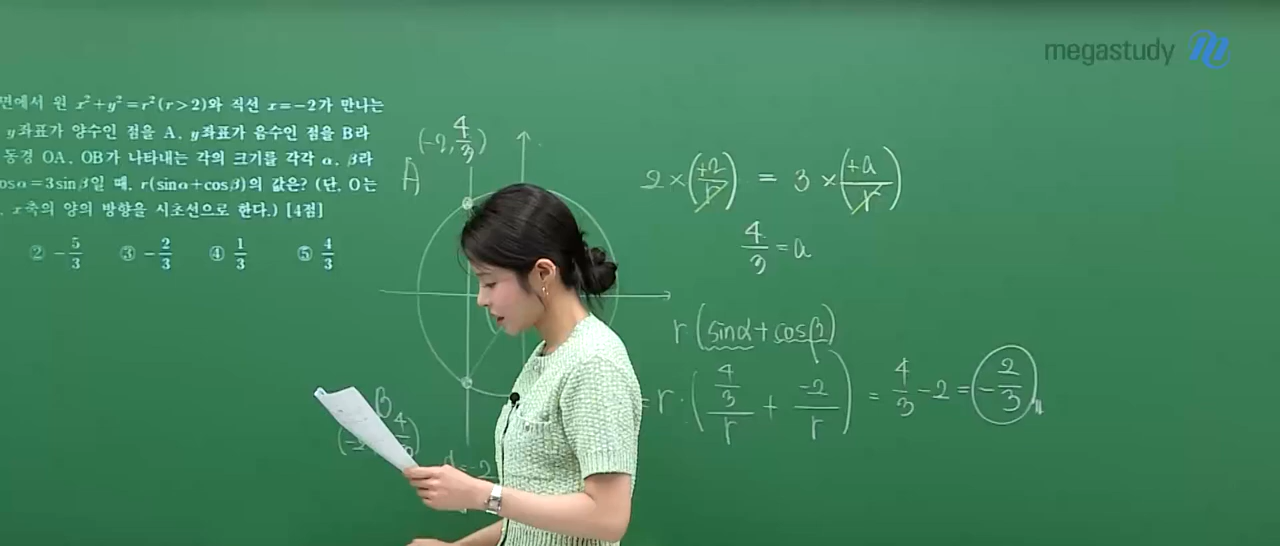 megastudy
면에서 원 x²+y²=r²(r>2)와 직선 x=-2가 만나는
y좌표가 양수인 점을 A, y좌표가 음수인 점을 B라
동경 OA, OB가 나타내는 각의 크기를 각각 α, β라
osα=3sinβ일 때, r(sinα+cosβ)의 값은? (단, O는
, x축의 양의 방향을 시초선으로 한다.) [4점]
② -5/3 ③ -2/3 ④ 1/3 ⑤ 4/3
(-2, 4/3)
A
B
2×(+2/r) = 3×(+a/r)
4/3 = a
r(sinα+cosβ)
= r·((4/3)/r + -2/r) = 4/3 -2 = -2/3